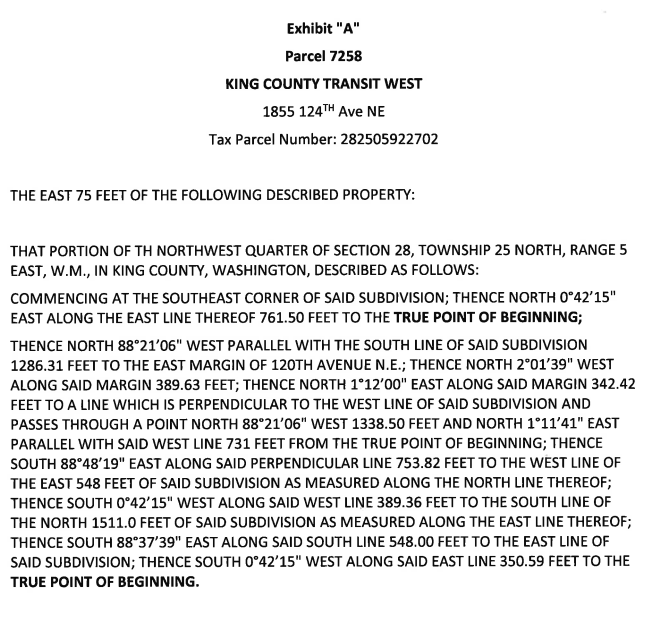 Exhibit "A"
Parcel 7258
KING COUNTY TRANSIT WEST
1855 124TH Ave NE
Tax Parcel Number: 282505922702
THE EAST 75 FEET OF THE FOLLOWING DESCRIBED PROPERTY:
THAT PORTION OF TH NORTHWEST QUARTER OF SECTION 28, TOWNSHIP 25 NORTH, RANGE 5
EAST, W.M., IN KING COUNTY, WASHINGTON, DESCRIBED AS FOLLOWS:
COMMENCING AT THE SOUTHEAST CORNER OF SAID SUBDIVISION; THENCE NORTH 0°42'15"
EAST ALONG THE EAST LINE THEREOF 761.50 FEET TO THE TRUE POINT OF BEGINNING;
THENCE NORTH 88°21'06" WEST PARALLEL WITH THE SOUTH LINE OF SAID SUBDIVISION
1286.31 FEET TO THE EAST MARGIN OF 120TH AVENUE N.E.; THENCE NORTH 2°01'39" WEST
ALONG SAID MARGIN 389.63 FEET; THENCE NORTH 1°12'00" EAST ALONG SAID MARGIN 342.42
FEET TO A LINE WHICH IS PERPENDICULAR TO THE WEST LINE OF SAID SUBDIVISION AND
PASSES THROUGH A POINT NORTH 88°21'06" WEST 1338.50 FEET AND NORTH 1°11'41" EAST
PARALLEL WITH SAID WEST LINE 731 FEET FROM THE TRUE POINT OF BEGINNING; THENCE
SOUTH 88°48'19" EAST ALONG SAID PERPENDICULAR LINE 753.82 FEET TO THE WEST LINE OF
THE EAST 548 FEET OF SAID SUBDIVISION AS MEASURED ALONG THE NORTH LINE THEREOF;
THENCE SOUTH 0°42'15" WEST ALONG SAID WEST LINE 389.36 FEET TO THE SOUTH LINE OF
THE NORTH 1511.0 FEET OF SAID SUBDIVISION AS MEASURED ALONG THE EAST LINE THEREOF;
THENCE SOUTH 88°37'39" EAST ALONG SAID SOUTH LINE 548.00 FEET TO THE EAST LINE OF
SAID SUBDIVISION; THENCE SOUTH 0°42'15" WEST ALONG SAID EAST LINE 350.59 FEET TO THE
TRUE POINT OF BEGINNING.